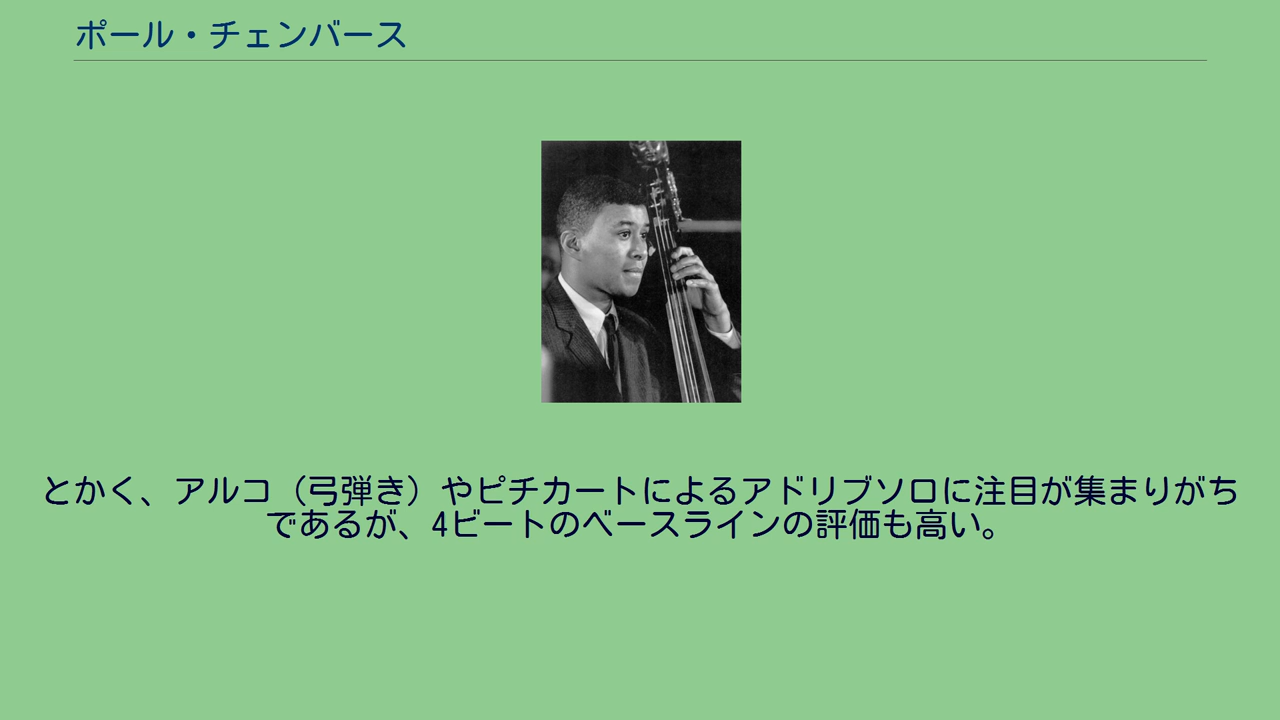 ポール・チェンバース
とかく、アルコ（弓弾き）やピチカートによるアドリブソロに注目が集まりがち
であるが、4ビートのベースラインの評価も高い。